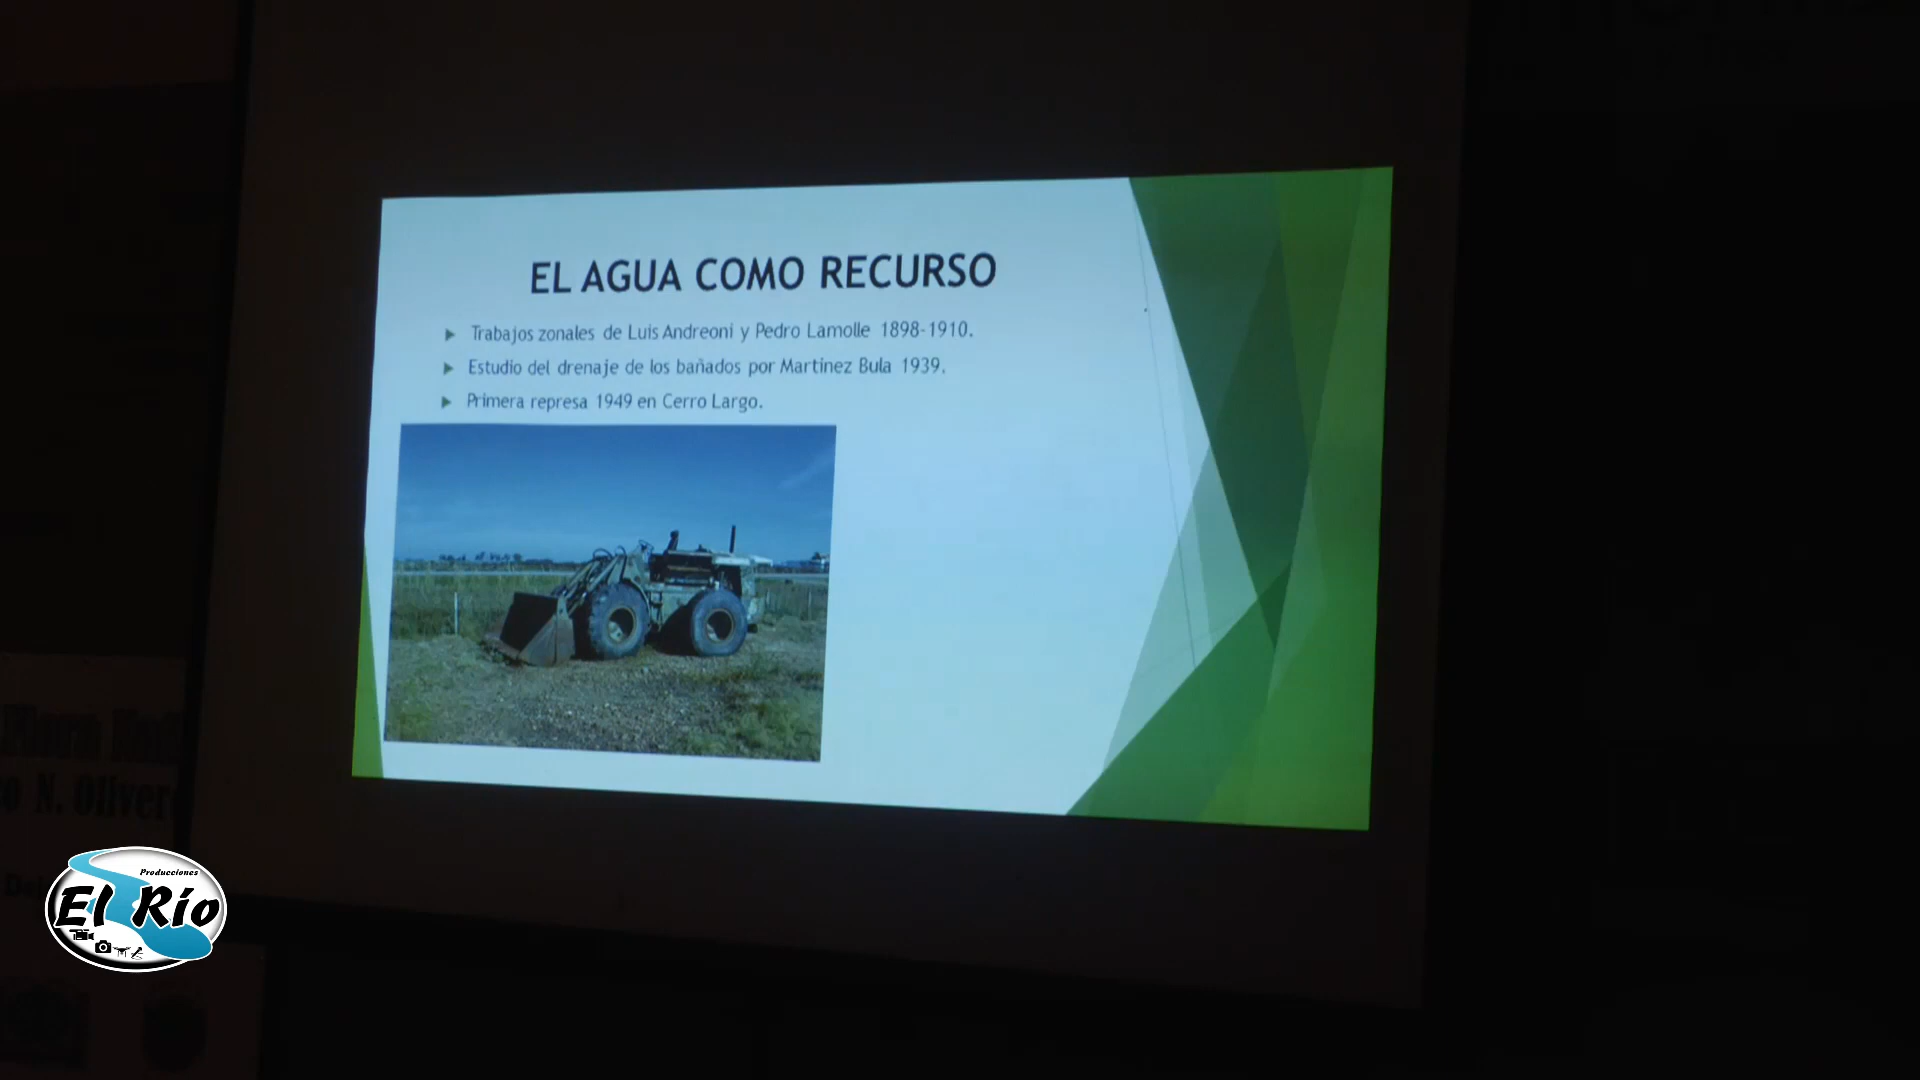 EL AGUA COMO RECURSO
Trabajos zonales de Luis Andreoni y Pedro Lamolle 1898-1910.
Estudio del drenaje de los bañados por Martinez Bula 1939.
Primera represa 1949 en Cerro Largo.
N. Oliver
Producciones
El Río